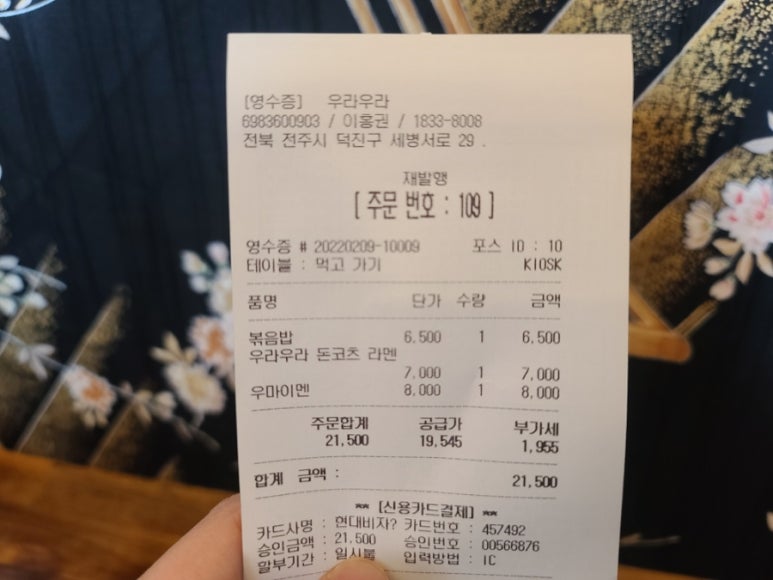 [영수증] 우라우라
6983600903 / 이홍권 / 1833-8008
전북 전주시 덕진구 세병서로 29 .
재발행
[ 주문 번호 : 109 ]
영수증 # 20220209-10009 포스 ID : 10
테이블 : 먹고 가기 KIOSK
품명 단가 수량 금액
볶음밥 6,500 1 6,500
우라우라 돈코츠 라멘
7,000 1 7,000
우마이멘 8,000 1 8,000
주문합계 공급가 부가세
21,500 19,545 1,955
합계 금액 : 21,500
** [신용카드결제] **
카드사명 : 현대비자? 카드번호 : 457492
승인금액 : 21,500 승인번호 : 00566876
할부기간 : 일시불 입력방법 : IC